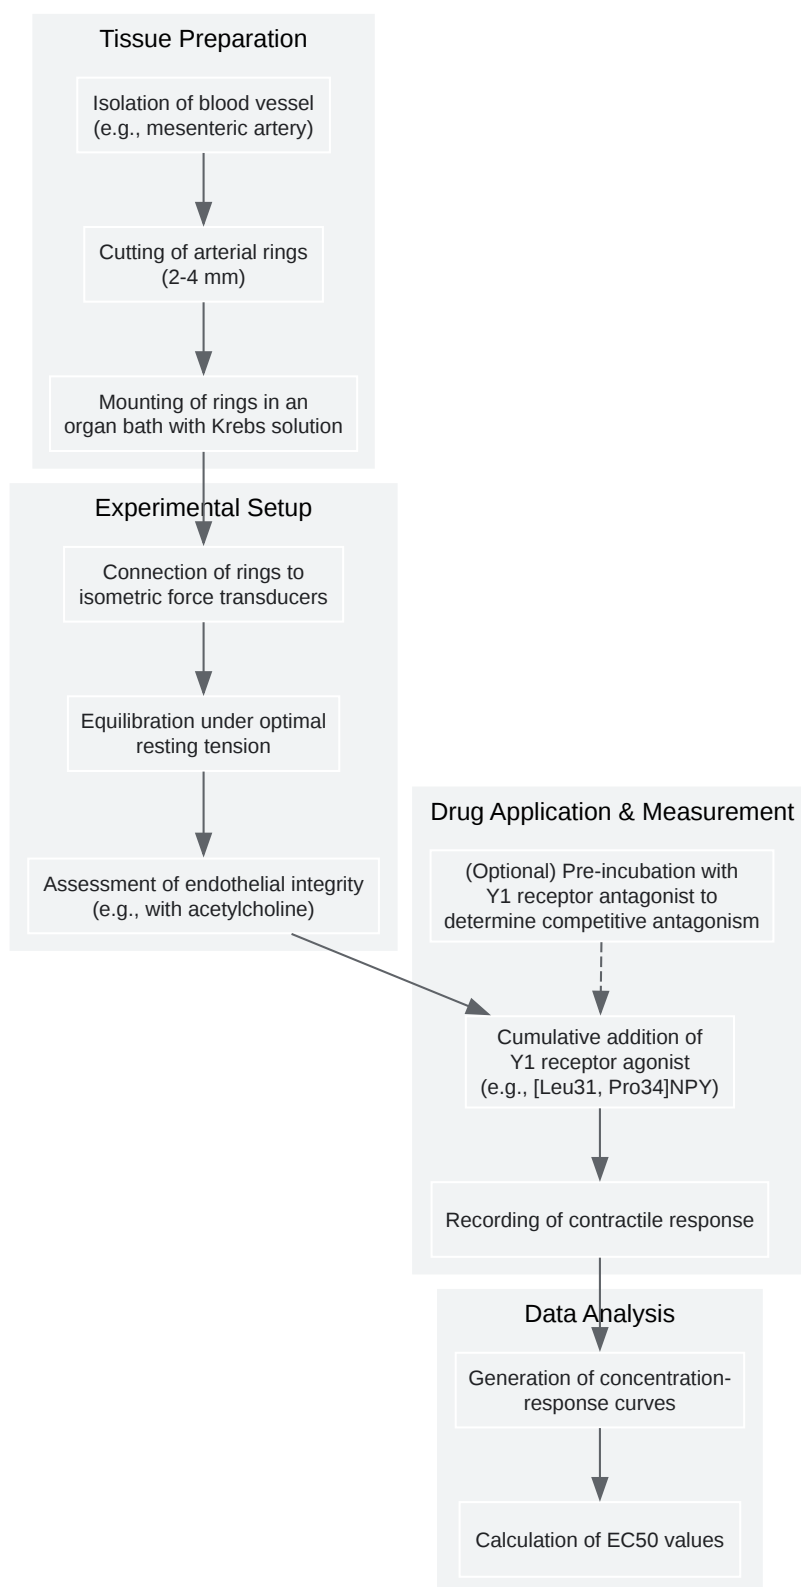 Tissue Preparation
Isolation of blood vessel
(e.g., mesenteric artery)
Cutting of arterial rings
(2-4 mm)
Mounting of rings in an
organ bath with Krebs solution
Experimental Setup
Connection of rings to
isometric force transducers
Equilibration under optimal
resting tension
Assessment of endothelial integrity
(e.g., with acetylcholine)
Drug Application & Measurement
(Optional) Pre-incubation with
Y1 receptor antagonist to
determine competitive antagonism
Cumulative addition of
Y1 receptor agonist
(e.g., [Leu31, Pro34]NPY)
Recording of contractile response
Data Analysis
Generation of concentration-
response curves
Calculation of EC50 values